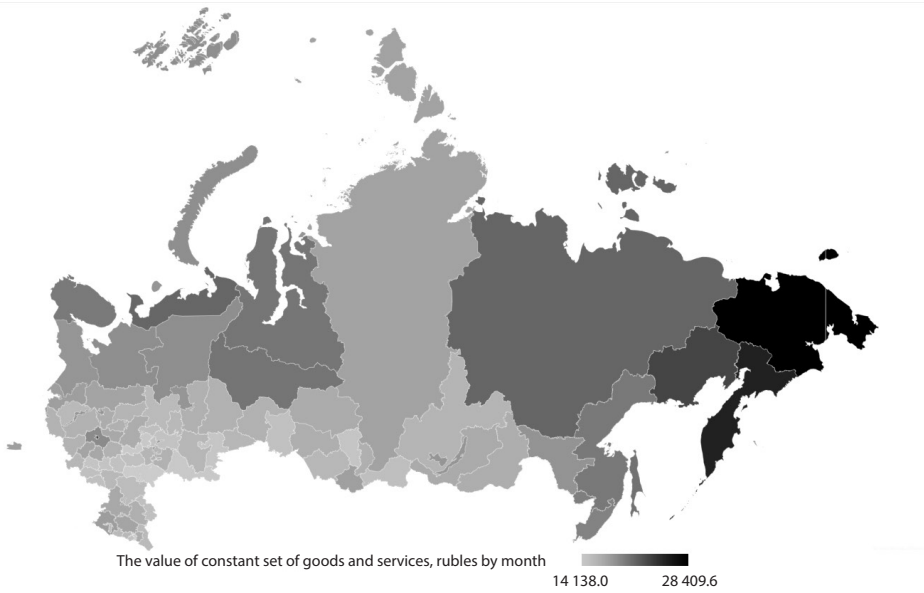 The value of constant set of goods and services, rubles by month
14 138.0 28 409.6